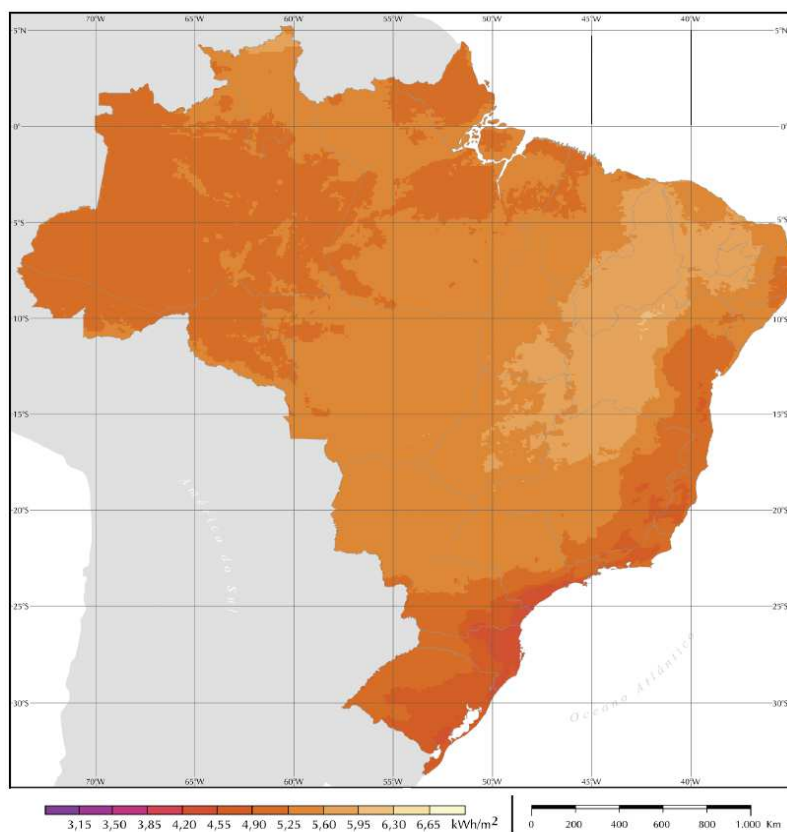 70°W 65°W 60°W 55°W 50°W 45°W 40°W
5°N 5°N
0° 0°
5°S 5°S
10°S 10°S
15°S 15°S
América do Sul
20°S 20°S
25°S 25°S
Oceano Atlântico
30°S 30°S
70°W 65°W 60°W 55°W 50°W 45°W 40°W
3,15 3,50 3,85 4,20 4,55 4,90 5,25 5,60 5,95 6,30 6,65 kWh/m² 0 200 400 600 800 1.000 Km